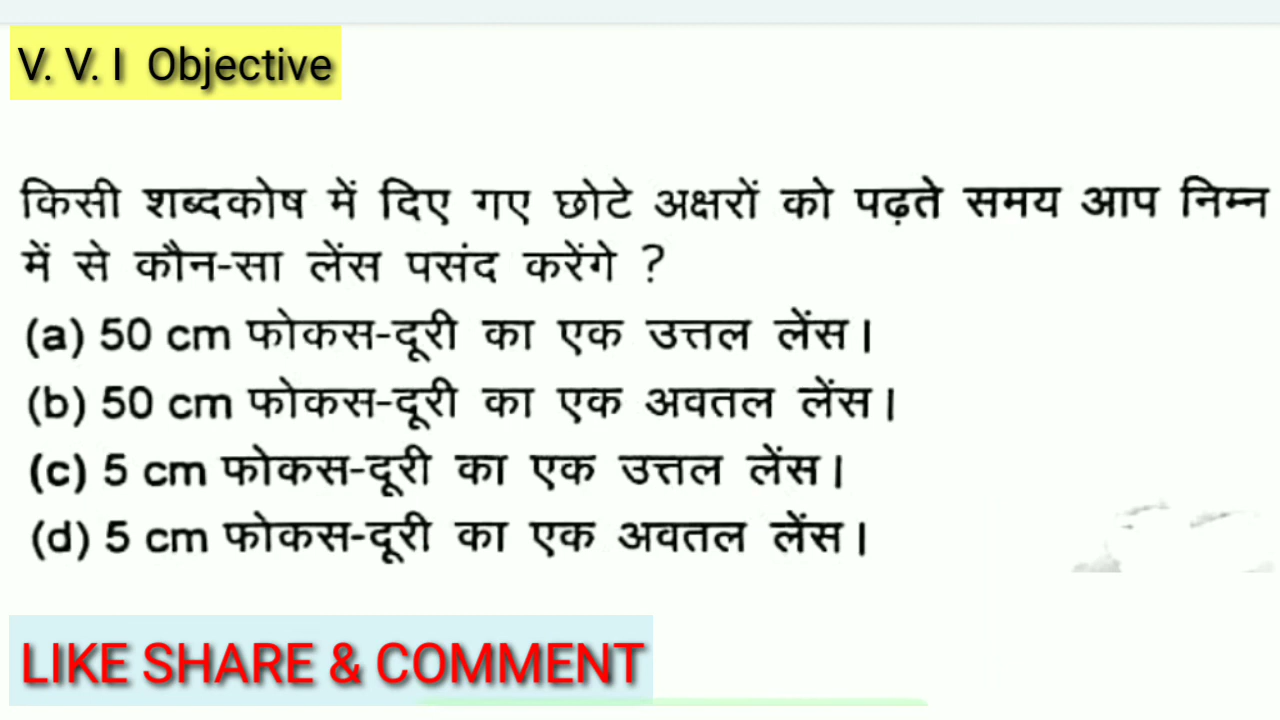 V. V. I Objective
किसी शब्दकोष में दिए गए छोटे अक्षरों को पढ़ते समय आप निम्न
में से कौन-सा लेंस पसंद करेंगे ?
(a) 50 cm फोकस-दूरी का एक उत्तल लेंस।
(b) 50 cm फोकस-दूरी का एक अवतल लेंस।
(c) 5 cm फोकस-दूरी का एक उत्तल लेंस।
(d) 5 cm फोकस-दूरी का एक अवतल लेंस।
LIKE SHARE & COMMENT